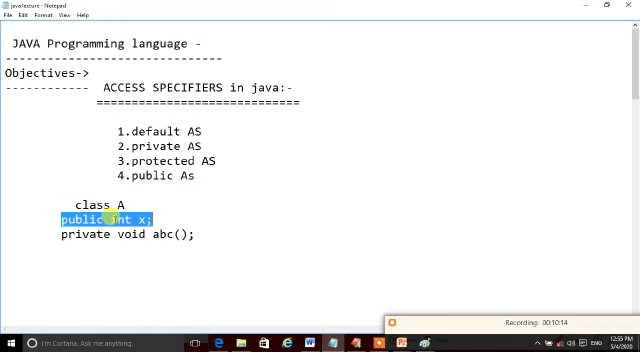 java lecture - Notepad
File Edit Format View Help
JAVA Programming language -
-------------------------------
Objectives->
------------ ACCESS SPECIFIERS in java:-
=============================
1.default AS
2.private AS
3.protected AS
4.public As
class A
public int x;
private void abc();
Recording: 00:10:14
I'm Cortana. Ask me anything.
12:55 PM
5/4/2020